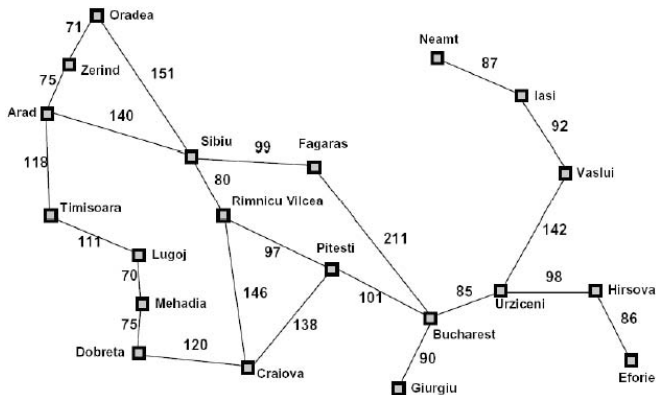 Oradea
71
Neamt
Zerind
87
75
151
Iasi
Arad
140
92
Sibiu
Fagaras
99
118
80
Vaslui
Timisoara
Rimnicu Vilcea
111
97
Pitesti
211
142
Lugoj
70
98
146
101
85
Hirsova
Mehadia
Urziceni
75
138
86
120
Bucharest
Dobreta
90
Craiova
Eforie
Giurgiu